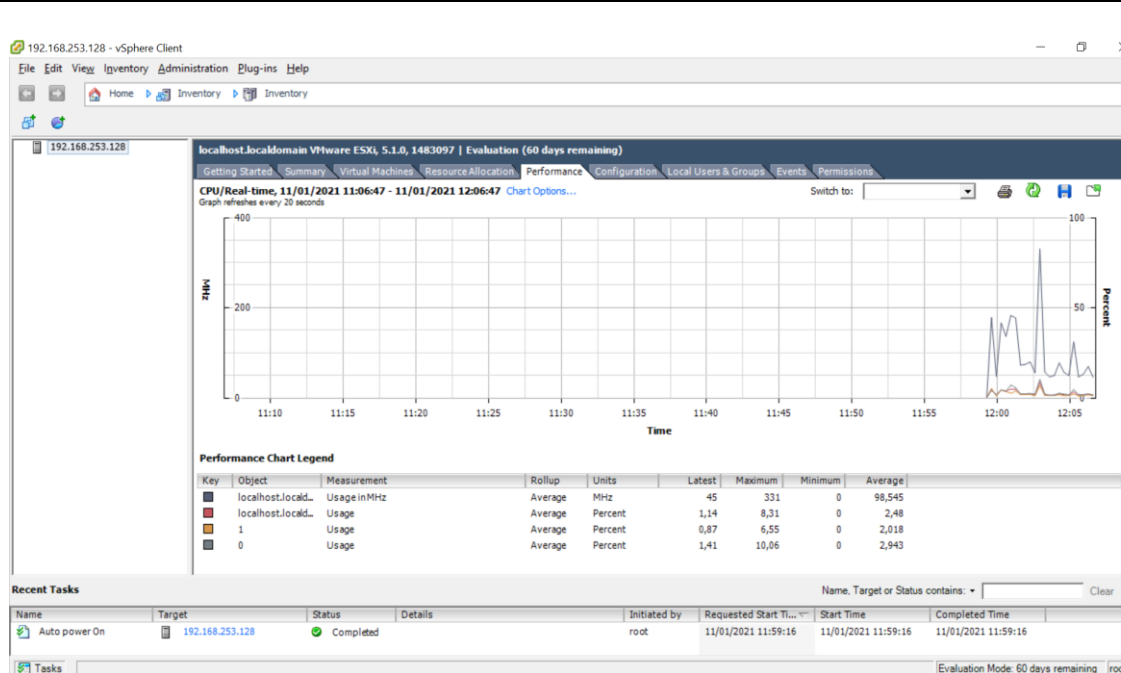 192.168.253.128 - vSphere Client
File Edit View Inventory Administration Plug-ins Help
Home Inventory Inventory
192.168.253.128
localhost.localdomain VMware ESXi, 5.1.0, 1483097 | Evaluation (60 days remaining)
Getting Started Summary Virtual Machines Resource Allocation Performance Configuration Local Users & Groups Events Permissions
CPU/Real-time, 11/01/2021 11:06:47 - 11/01/2021 12:06:47 Chart Options... Switch to:
Graph refreshes every 20 seconds
400 100
MHz
200 50
Percent
0 0
11:10 11:15 11:20 11:25 11:30 11:35 11:40 11:45 11:50 11:55 12:00 12:05
Time
Performance Chart Legend
Key Object Measurement Rollup Units Latest Maximum Minimum Average
localhost.locald... Usage in MHz Average MHz 45 331 0 98,545
localhost.locald... Usage Average Percent 1,14 8,31 0 2,48
1 Usage Average Percent 0,87 6,55 0 2,018
0 Usage Average Percent 1,41 10,06 0 2,943
Recent Tasks Name, Target or Status contains: Clear
Name Target Status Details Initiated by Requested Start Ti... Start Time Completed Time
Auto power On 192.168.253.128 Completed root 11/01/2021 11:59:16 11/01/2021 11:59:16 11/01/2021 11:59:16
Tasks Evaluation Mode: 60 days remaining